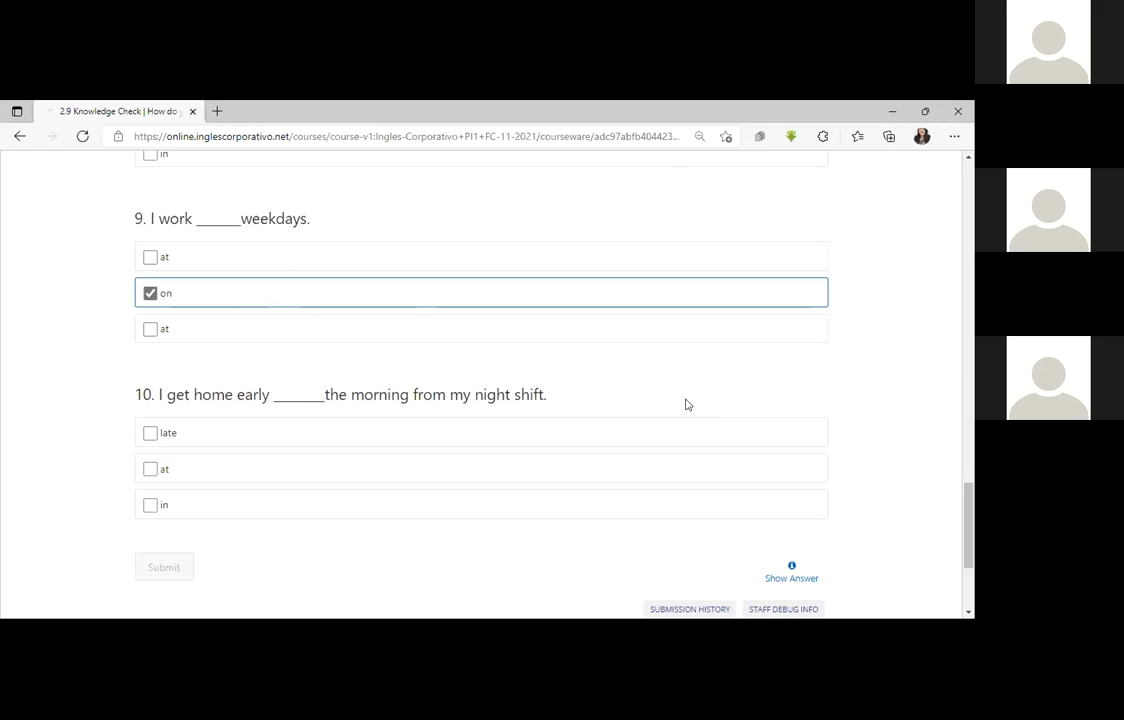 2.9 Knowledge Check | How do
https://online.inglescorporativo.net/courses/course-v1:Ingles-Corporativo+PI1+FC-11-2021/courseware/adc97abfb404423...
in
9. I work ______weekdays.
at
on
at
10. I get home early _______the morning from my night shift.
late
at
in
Submit
Show Answer
SUBMISSION HISTORY
STAFF DEBUG INFO